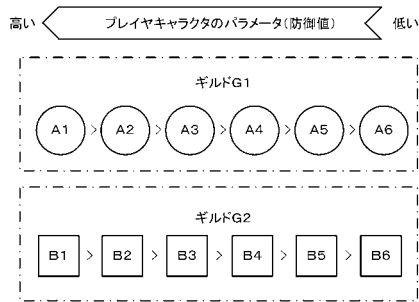 高い プレイヤキャラクタのパラメータ(防御値) 低い
ギルドG1
A1 > A2 > A3 > A4 > A5 > A6
ギルドG2
B1 > B2 > B3 > B4 > B5 > B6